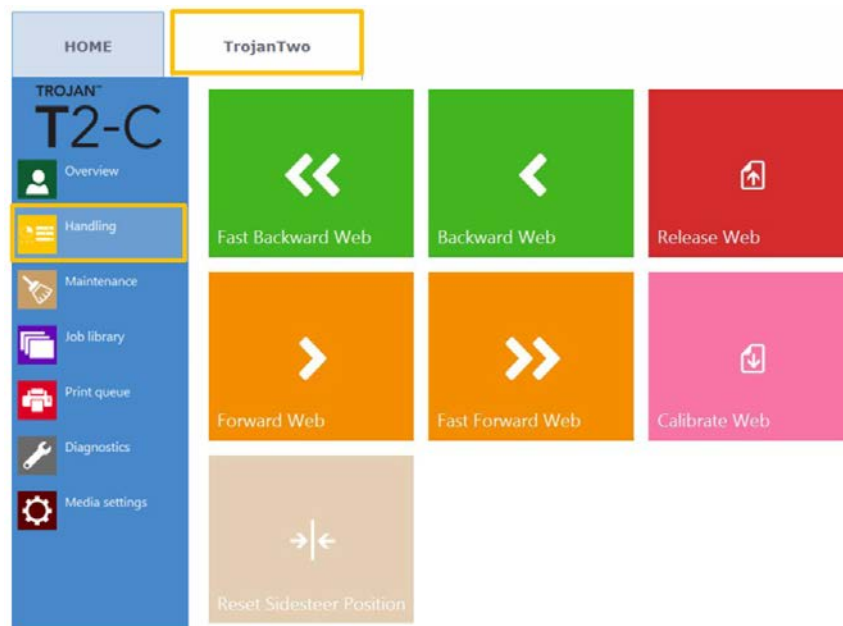 HOME
TrojanTwo
TROJAN™
T2-C
Overview
Handling
Maintenance
Job library
Print queue
Diagnostics
Media settings
Fast Backward Web
Backward Web
Release Web
Forward Web
Fast Forward Web
Calibrate Web
Reset Sidesteer Position